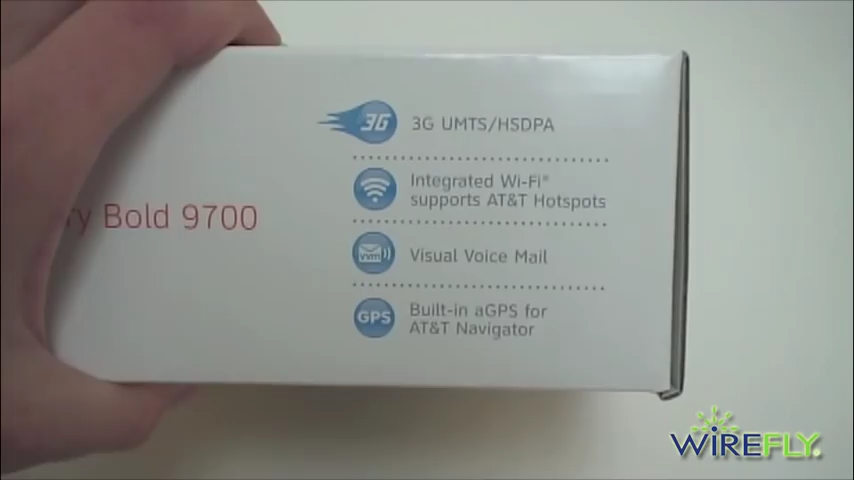 3G
3G UMTS/HSDPA
Integrated Wi-Fi®
supports AT&T Hotspots
ry Bold 9700
vvm
Visual Voice Mail
GPS
Built-in aGPS for
AT&T Navigator
WIREFLY